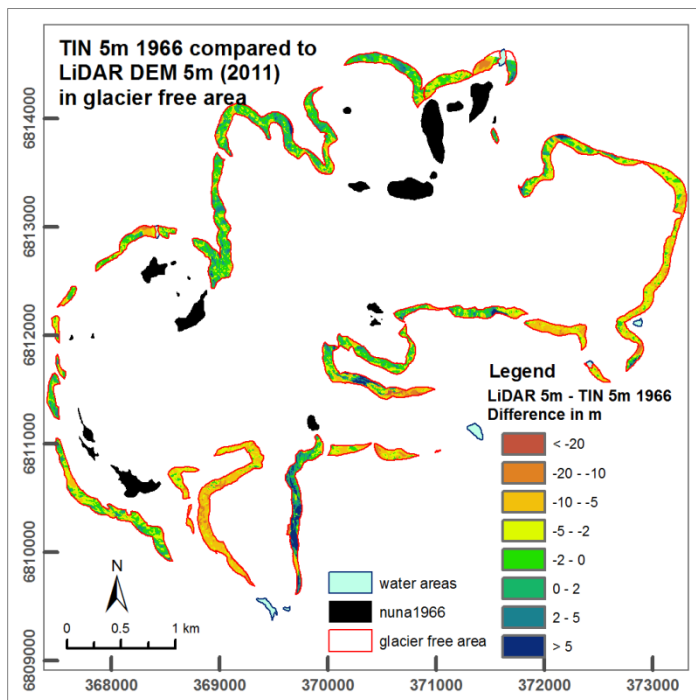 TIN 5m 1966 compared to
LiDAR DEM 5m (2011)
in glacier free area
6814000
6813000
6812000
6811000
6810000
6809000
Legend
LiDAR 5m - TIN 5m 1966
Difference in m
< -20
-20 - -10
-10 - -5
-5 - -2
-2 - 0
0 - 2
2 - 5
> 5
water areas
nuna1966
glacier free area
N
0 0.5 1 km
368000 369000 370000 371000 372000 373000